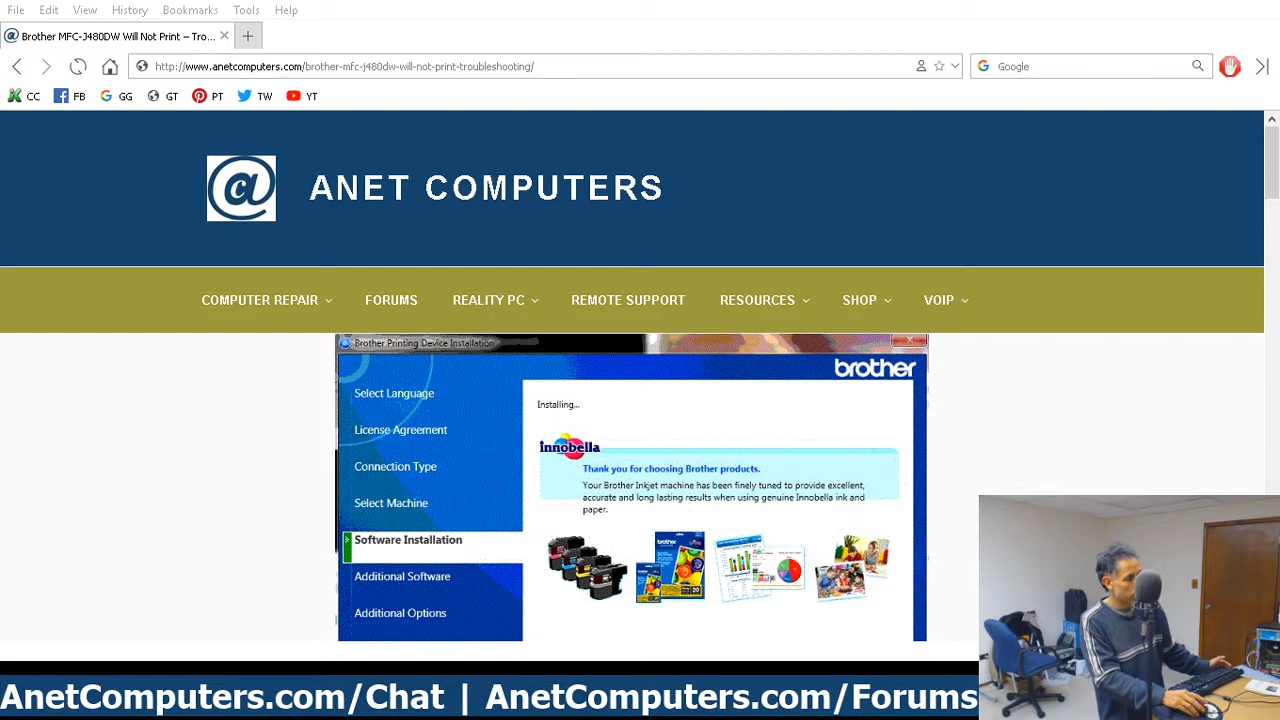 File Edit View History Bookmarks Tools Help
Brother MFC-J480DW Will Not Print – Tro...
http://www.anetcomputers.com/brother-mfc-j480dw-will-not-print-troubleshooting/
Google
CC FB GG GT PT TW YT
@ ANET COMPUTERS
COMPUTER REPAIR FORUMS REALITY PC REMOTE SUPPORT RESOURCES SHOP VOIP
Brother Printing Device Installation
brother
Select Language
License Agreement
Connection Type
Select Machine
Software Installation
Additional Software
Additional Options
Installing...
innobella
Thank you for choosing Brother products.
Your Brother Inkjet machine has been finely tuned to provide excellent,
accurate and long lasting results when using genuine Innobella ink and
paper.
AnetComputers.com/Chat | AnetComputers.com/Forums